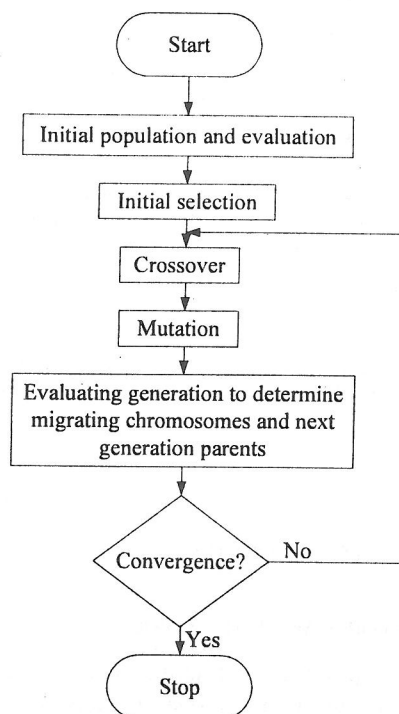 Start
Initial population and evaluation
Initial selection
Crossover
Mutation
Evaluating generation to determine
migrating chromosomes and next
generation parents
Convergence?
No
Yes
Stop